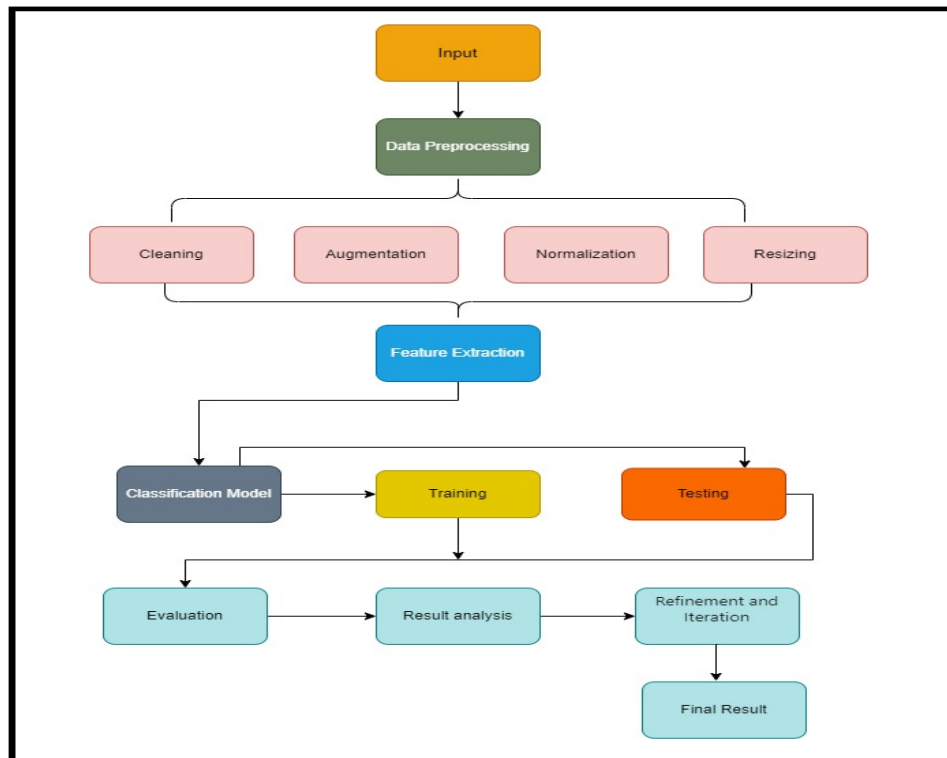 Input
Data Preprocessing
Cleaning
Augmentation
Normalization
Resizing
Feature Extraction
Classification Model
Training
Testing
Evaluation
Result analysis
Refinement and
Iteration
Final Result